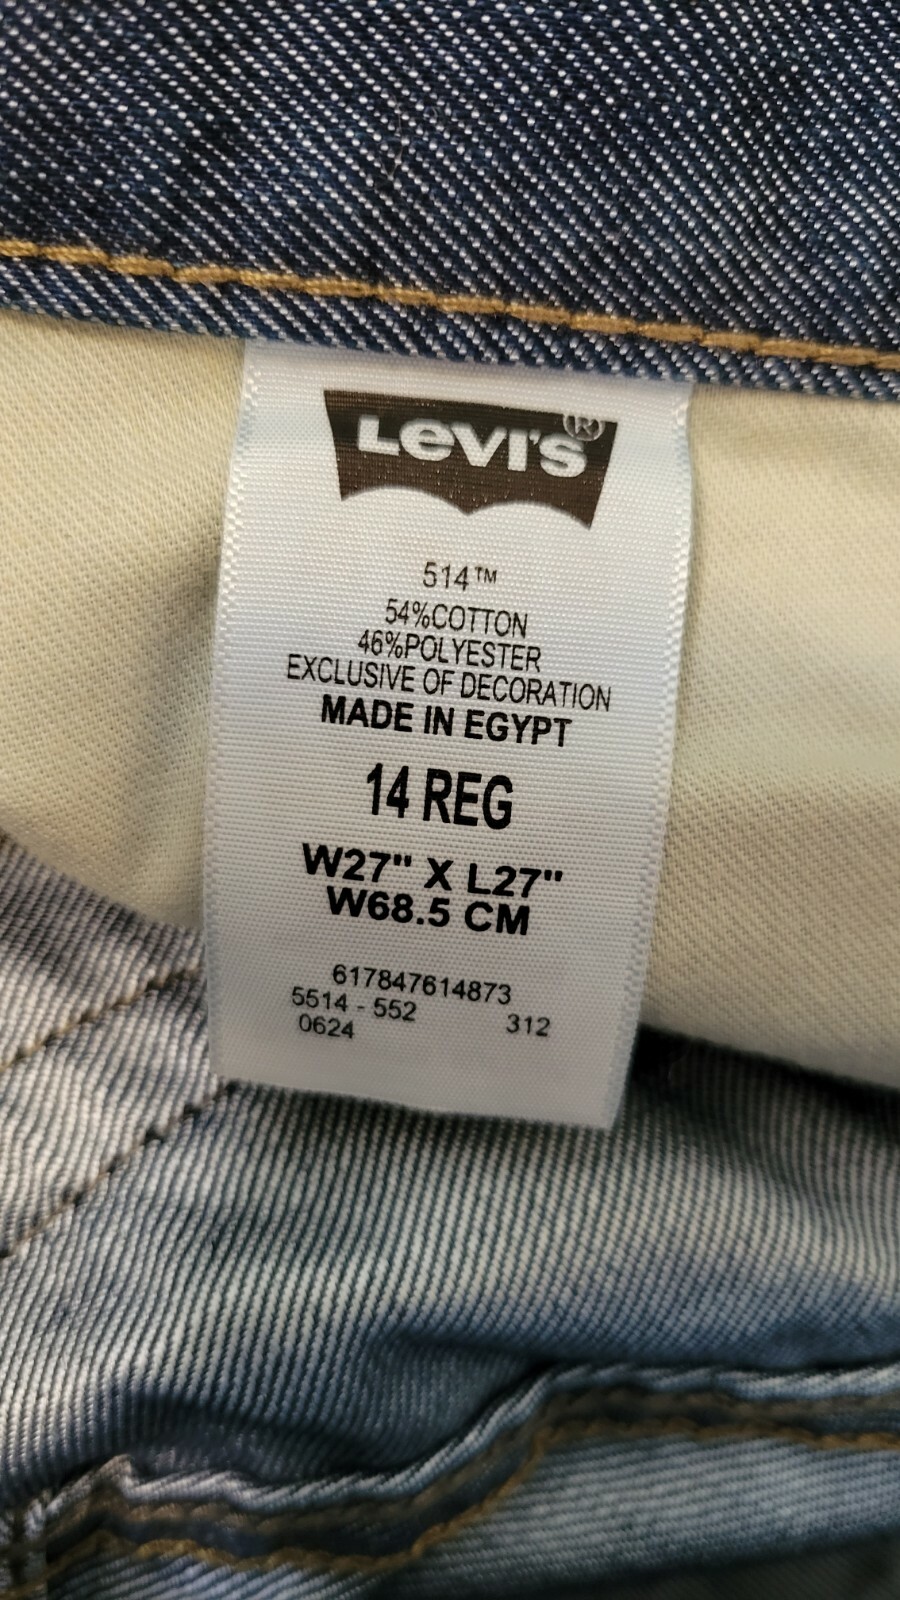 Levi's®
514™
54%COTTON
46%POLYESTER
EXCLUSIVE OF DECORATION
MADE IN EGYPT
14 REG
W27" X L27"
W68.5 CM
617847614873
5514 - 552 312
0624